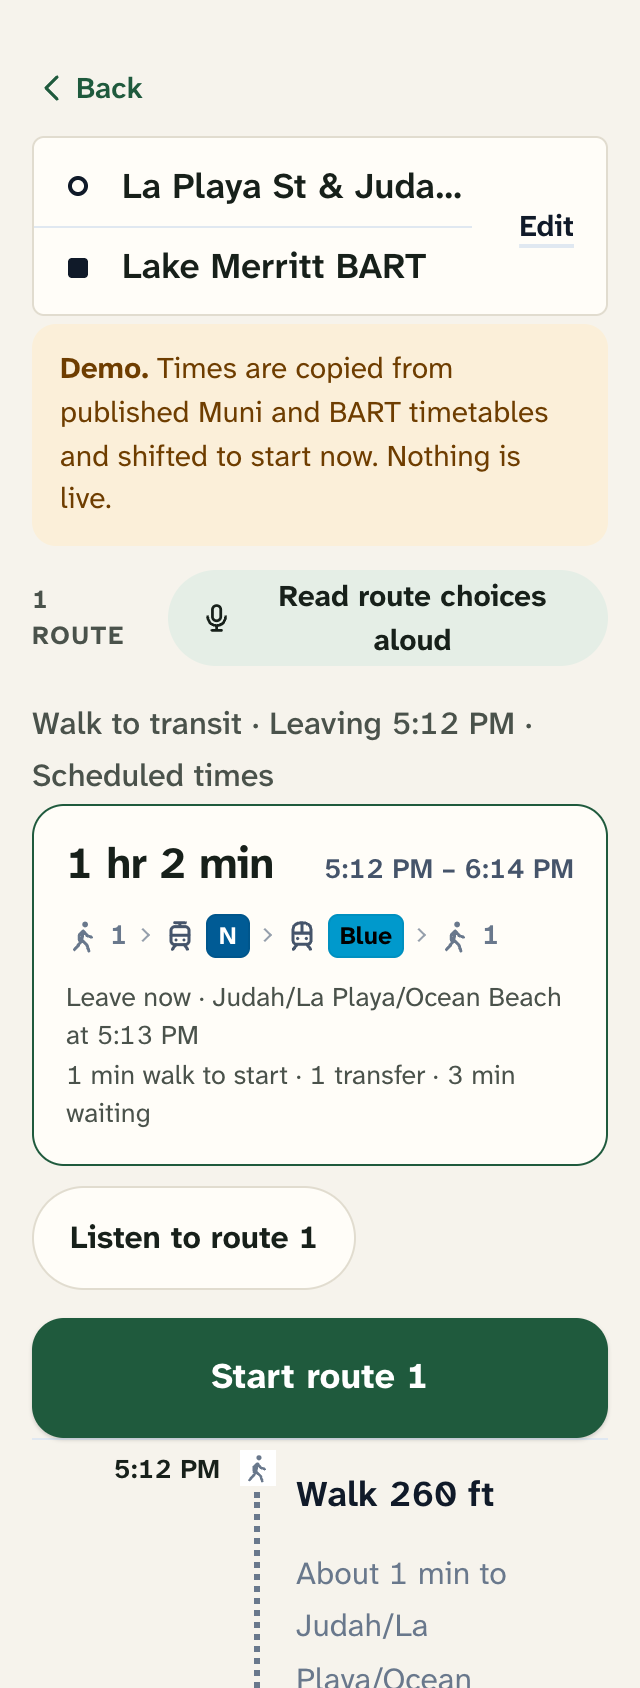 Back
La Playa St & Juda...
Edit
Lake Merritt BART
Demo. Times are copied from
published Muni and BART timetables
and shifted to start now. Nothing is
live.
1
ROUTE
Read route choices
aloud
Walk to transit · Leaving 5:12 PM ·
Scheduled times
1 hr 2 min
5:12 PM – 6:14 PM
1 > N > Blue > 1
Leave now · Judah/La Playa/Ocean Beach
at 5:13 PM
1 min walk to start · 1 transfer · 3 min
waiting
Listen to route 1
Start route 1
5:12 PM
Walk 260 ft
About 1 min to
Judah/La
Playa/Ocean